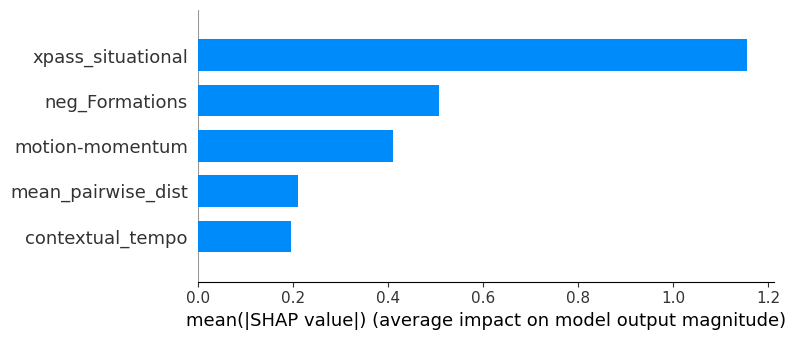 xpass_situational
neg_Formations
motion-momentum
mean_pairwise_dist
contextual_tempo
0.0 0.2 0.4 0.6 0.8 1.0 1.2
mean(|SHAP value|) (average impact on model output magnitude)